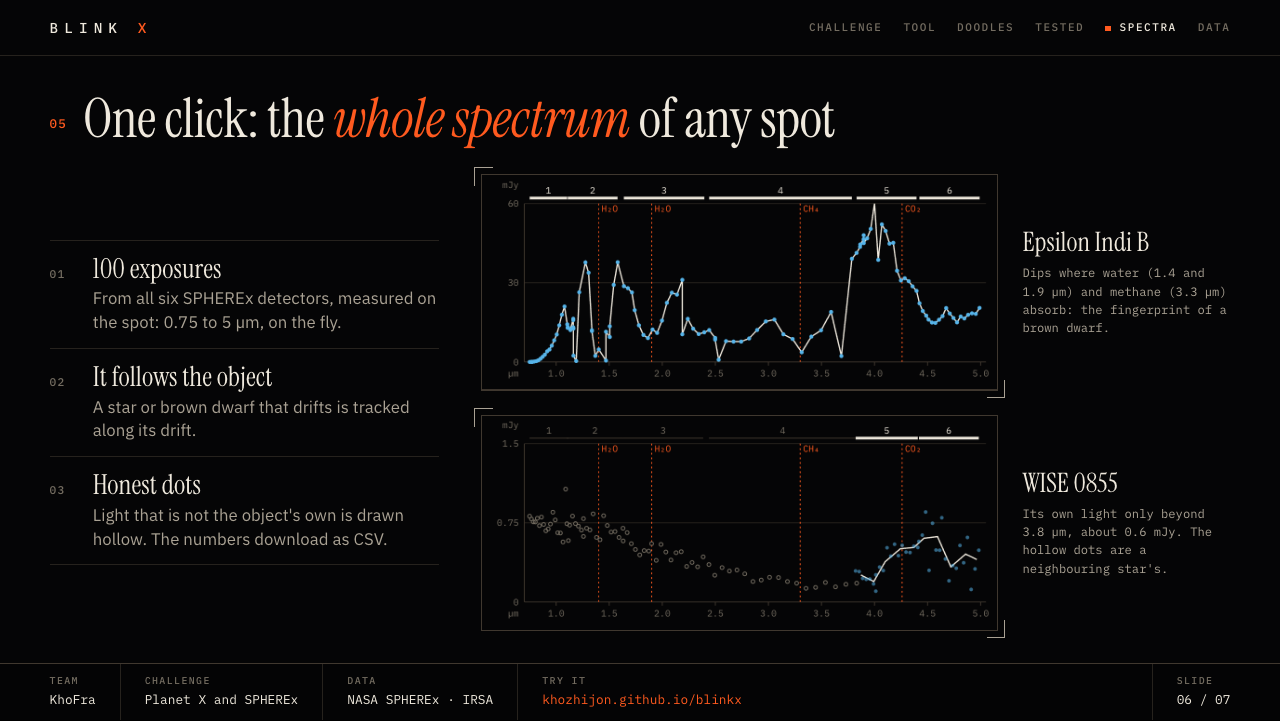 BLINK X
CHALLENGE TOOL DOODLES TESTED SPECTRA DATA
05 One click: the whole spectrum of any spot
01 100 exposures
From all six SPHEREx detectors, measured on
the spot: 0.75 to 5 µm, on the fly.
02 It follows the object
A star or brown dwarf that drifts is tracked
along its drift.
03 Honest dots
Light that is not the object's own is drawn
hollow. The numbers download as CSV.
mJy 1 2 3 4 5 6
60 H₂O H₂O CH₄ CO₂
30
0
µm 1.0 1.5 2.0 2.5 3.0 3.5 4.0 4.5 5.0
Epsilon Indi B
Dips where water (1.4 and
1.9 µm) and methane (3.3 µm)
absorb: the fingerprint of a
brown dwarf.
mJy 1 2 3 4 5 6
1.5 H₂O H₂O CH₄ CO₂
0.75
0
µm 1.0 1.5 2.0 2.5 3.0 3.5 4.0 4.5 5.0
WISE 0855
Its own light only beyond
3.8 µm, about 0.6 mJy. The
hollow dots are a
neighbouring star's.
TEAM CHALLENGE DATA TRY IT SLIDE
KhoFra Planet X and SPHEREx NASA SPHEREx · IRSA khozhijon.github.io/blinkx 06 / 07